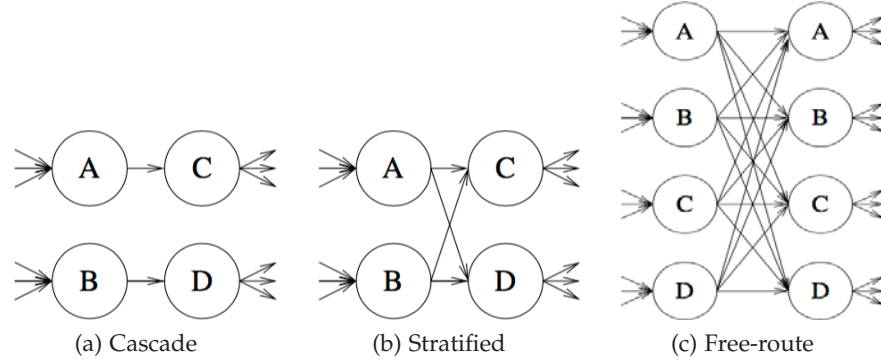 A C
B D
(a) Cascade
A C
B D
(b) Stratified
A A
B B
C C
D D
(c) Free-route